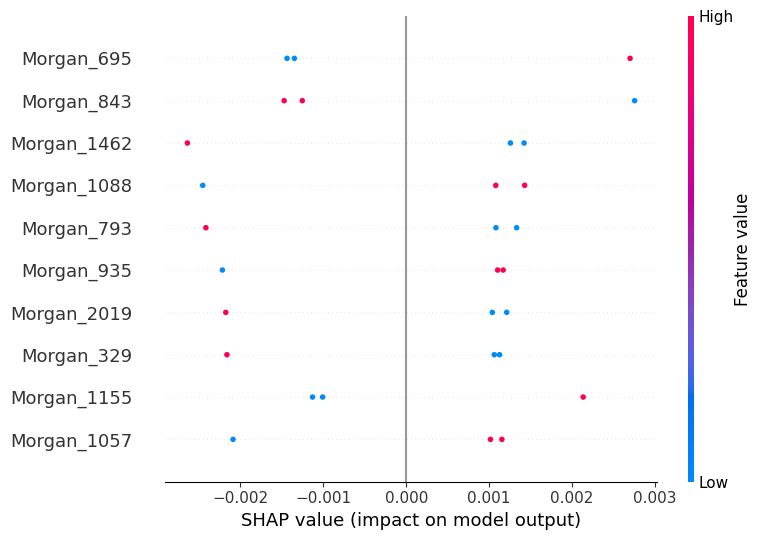 High
Morgan_695
Morgan_843
Morgan_1462
Morgan_1088
Morgan_793
Morgan_935
Morgan_2019
Morgan_329
Morgan_1155
Morgan_1057
Feature value
Low
−0.002 −0.001 0.000 0.001 0.002 0.003
SHAP value (impact on model output)